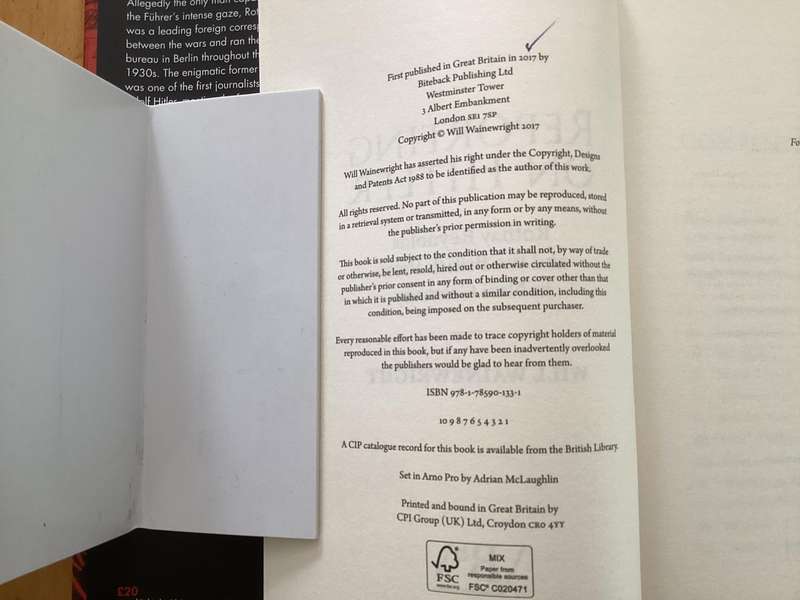 Allegedly the only man
the Führer's intense gaze,
was a leading foreign
between the wars and ran the
bureau in Berlin throughout
1930s. The enigmatic former
was one of the first journalists
First published in Great Britain in 2017 by
Biteback Publishing Ltd
Westminster Tower
3 Albert Embankment
London SE1 7SP
Copyright © Will Wainewright 2017
Will Wainewright has asserted his right under the Copyright, Designs
and Patents Act 1988 to be identified as the author of this work.
All rights reserved. No part of this publication may be reproduced, stored
in a retrieval system or transmitted, in any form or by any means, without
the publisher's prior permission in writing.
This book is sold subject to the condition that it shall not, by way of trade
or otherwise, be lent, resold, hired out or otherwise circulated without the
publisher's prior consent in any form of binding or cover other than that
in which it is published and without a similar condition, including this
condition, being imposed on the subsequent purchaser.
Every reasonable effort has been made to trace copyright holders of material
reproduced in this book, but if any have been inadvertently overlooked
the publishers would be glad to hear from them.
ISBN 978-1-78590-133-1
10 9 8 7 6 5 4 3 2 1
A CIP catalogue record for this book is available from the British Library.
Set in Arno Pro by Adrian McLaughlin
Printed and bound in Great Britain by
CPI Group (UK) Ltd, Croydon CR0 4YY
FSC
www.fsc.org
MIX
Paper from
responsible sources
FSC® C020471
£20